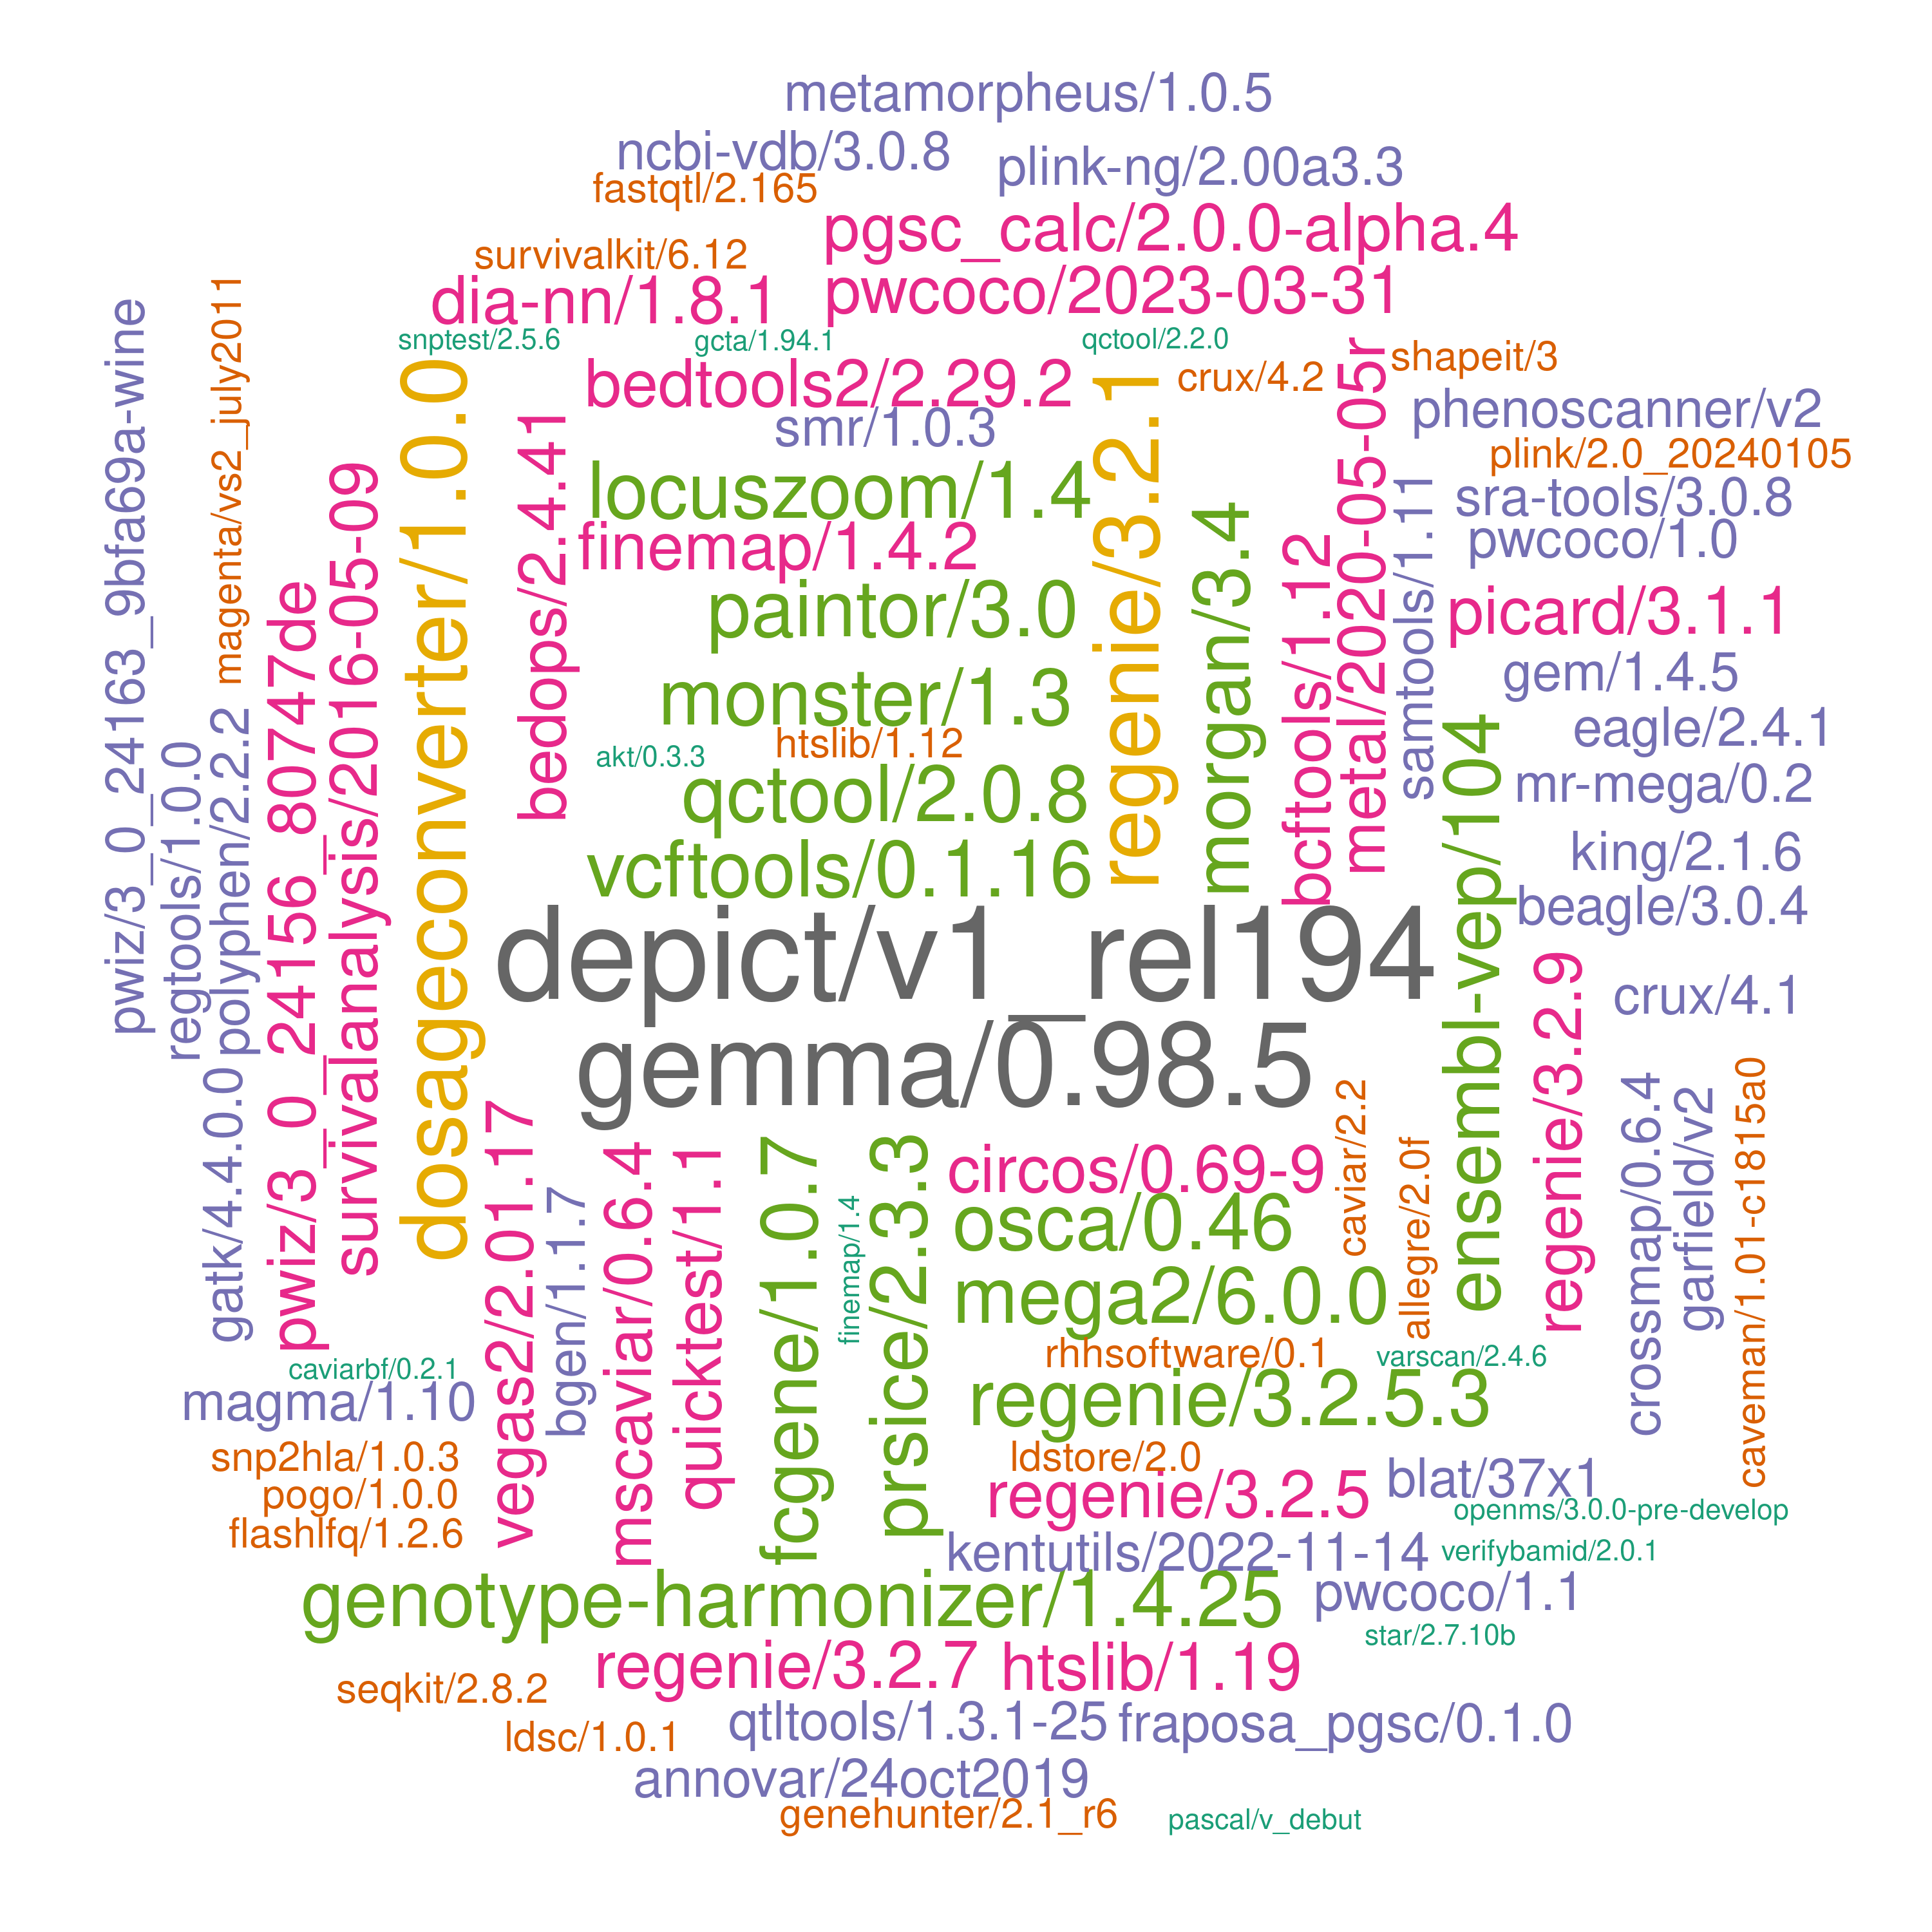 metamorpheus/1.0.5
ncbi-vdb/3.0.8
plink-ng/2.00a3.3
fastqtl/2.165
pgsc_calc/2.0.0-alpha.4
survivalkit/6.12
dia-nn/1.8.1
pwcoco/2023-03-31
snptest/2.5.6
gcta/1.94.1
qctool/2.2.0
shapeit/3
bedtools2/2.29.2
crux/4.2
phenoscanner/v2
smr/1.0.3
plink/2.0_20240105
locuszoom/1.4
sra-tools/3.0.8
finemap/1.4.2
pwcoco/1.0
paintor/3.0
picard/3.1.1
monster/1.3
gem/1.4.5
akt/0.3.3
htslib/1.12
eagle/2.4.1
qctool/2.0.8
mr-mega/0.2
vcftools/0.1.16
king/2.1.6
beagle/3.0.4
pwiz/3_0_24163_9bfa69a-wine
magenta/vs2_july2011
regtools/1.0.0
polyphen/2.2.2
pwiz/3_0_24156_80747de
survivalanalysis/2016-05-09
dosageconverter/1.0.0
bedops/2.4.41
regenie/3.2.1
morgan/3.4
bcftools/1.12
metal/2020-05-05r
samtools/1.11
ensembl-vep/104
depict/v1_rel194
crux/4.1
gemma/0.98.5
regenie/3.2.9
gatk/4.4.0.0
vegas2/2.01.17
bgen/1.1.7
mscaviar/0.6.4
quicktest/1.1
fcgene/1.0.7
finemap/1.4
prsice/2.3.3
circos/0.69-9
caviar/2.2
allegre/2.0f
crossmap/0.6.4
garfield/v2
caveman/1.01-c1815a0
osca/0.46
mega2/6.0.0
rhhsoftware/0.1
varscan/2.4.6
caviarbf/0.2.1
magma/1.10
regenie/3.2.5.3
snp2hla/1.0.3
ldstore/2.0
blat/37x1
pogo/1.0.0
regenie/3.2.5
openms/3.0.0-pre-develop
flashlfq/1.2.6
kentutils/2022-11-14
verifybamid/2.0.1
genotype-harmonizer/1.4.25
pwcoco/1.1
star/2.7.10b
regenie/3.2.7
htslib/1.19
seqkit/2.8.2
qtltools/1.3.1-25
fraposa_pgsc/0.1.0
ldsc/1.0.1
annovar/24oct2019
genehunter/2.1_r6
pascal/v_debut